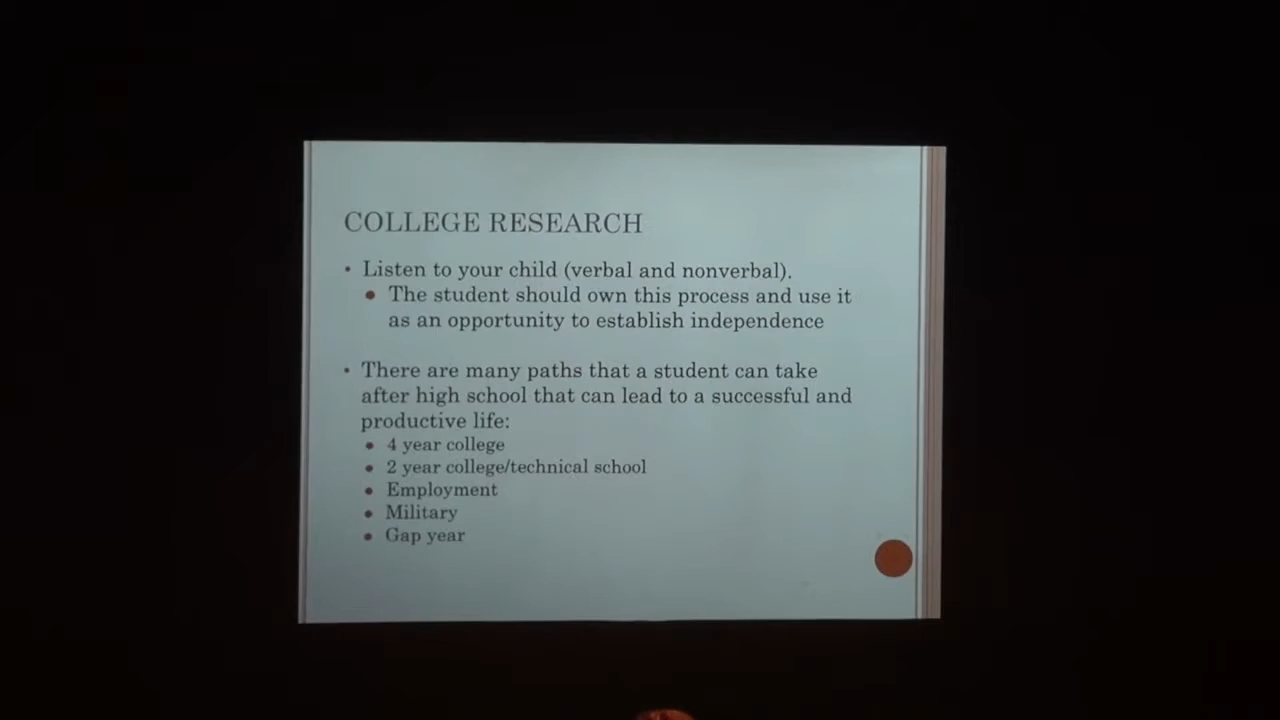 COLLEGE RESEARCH
• Listen to your child (verbal and nonverbal).
• The student should own this process and use it
as an opportunity to establish independence
• There are many paths that a student can take
after high school that can lead to a successful and
productive life:
• 4 year college
• 2 year college/technical school
• Employment
• Military
• Gap year